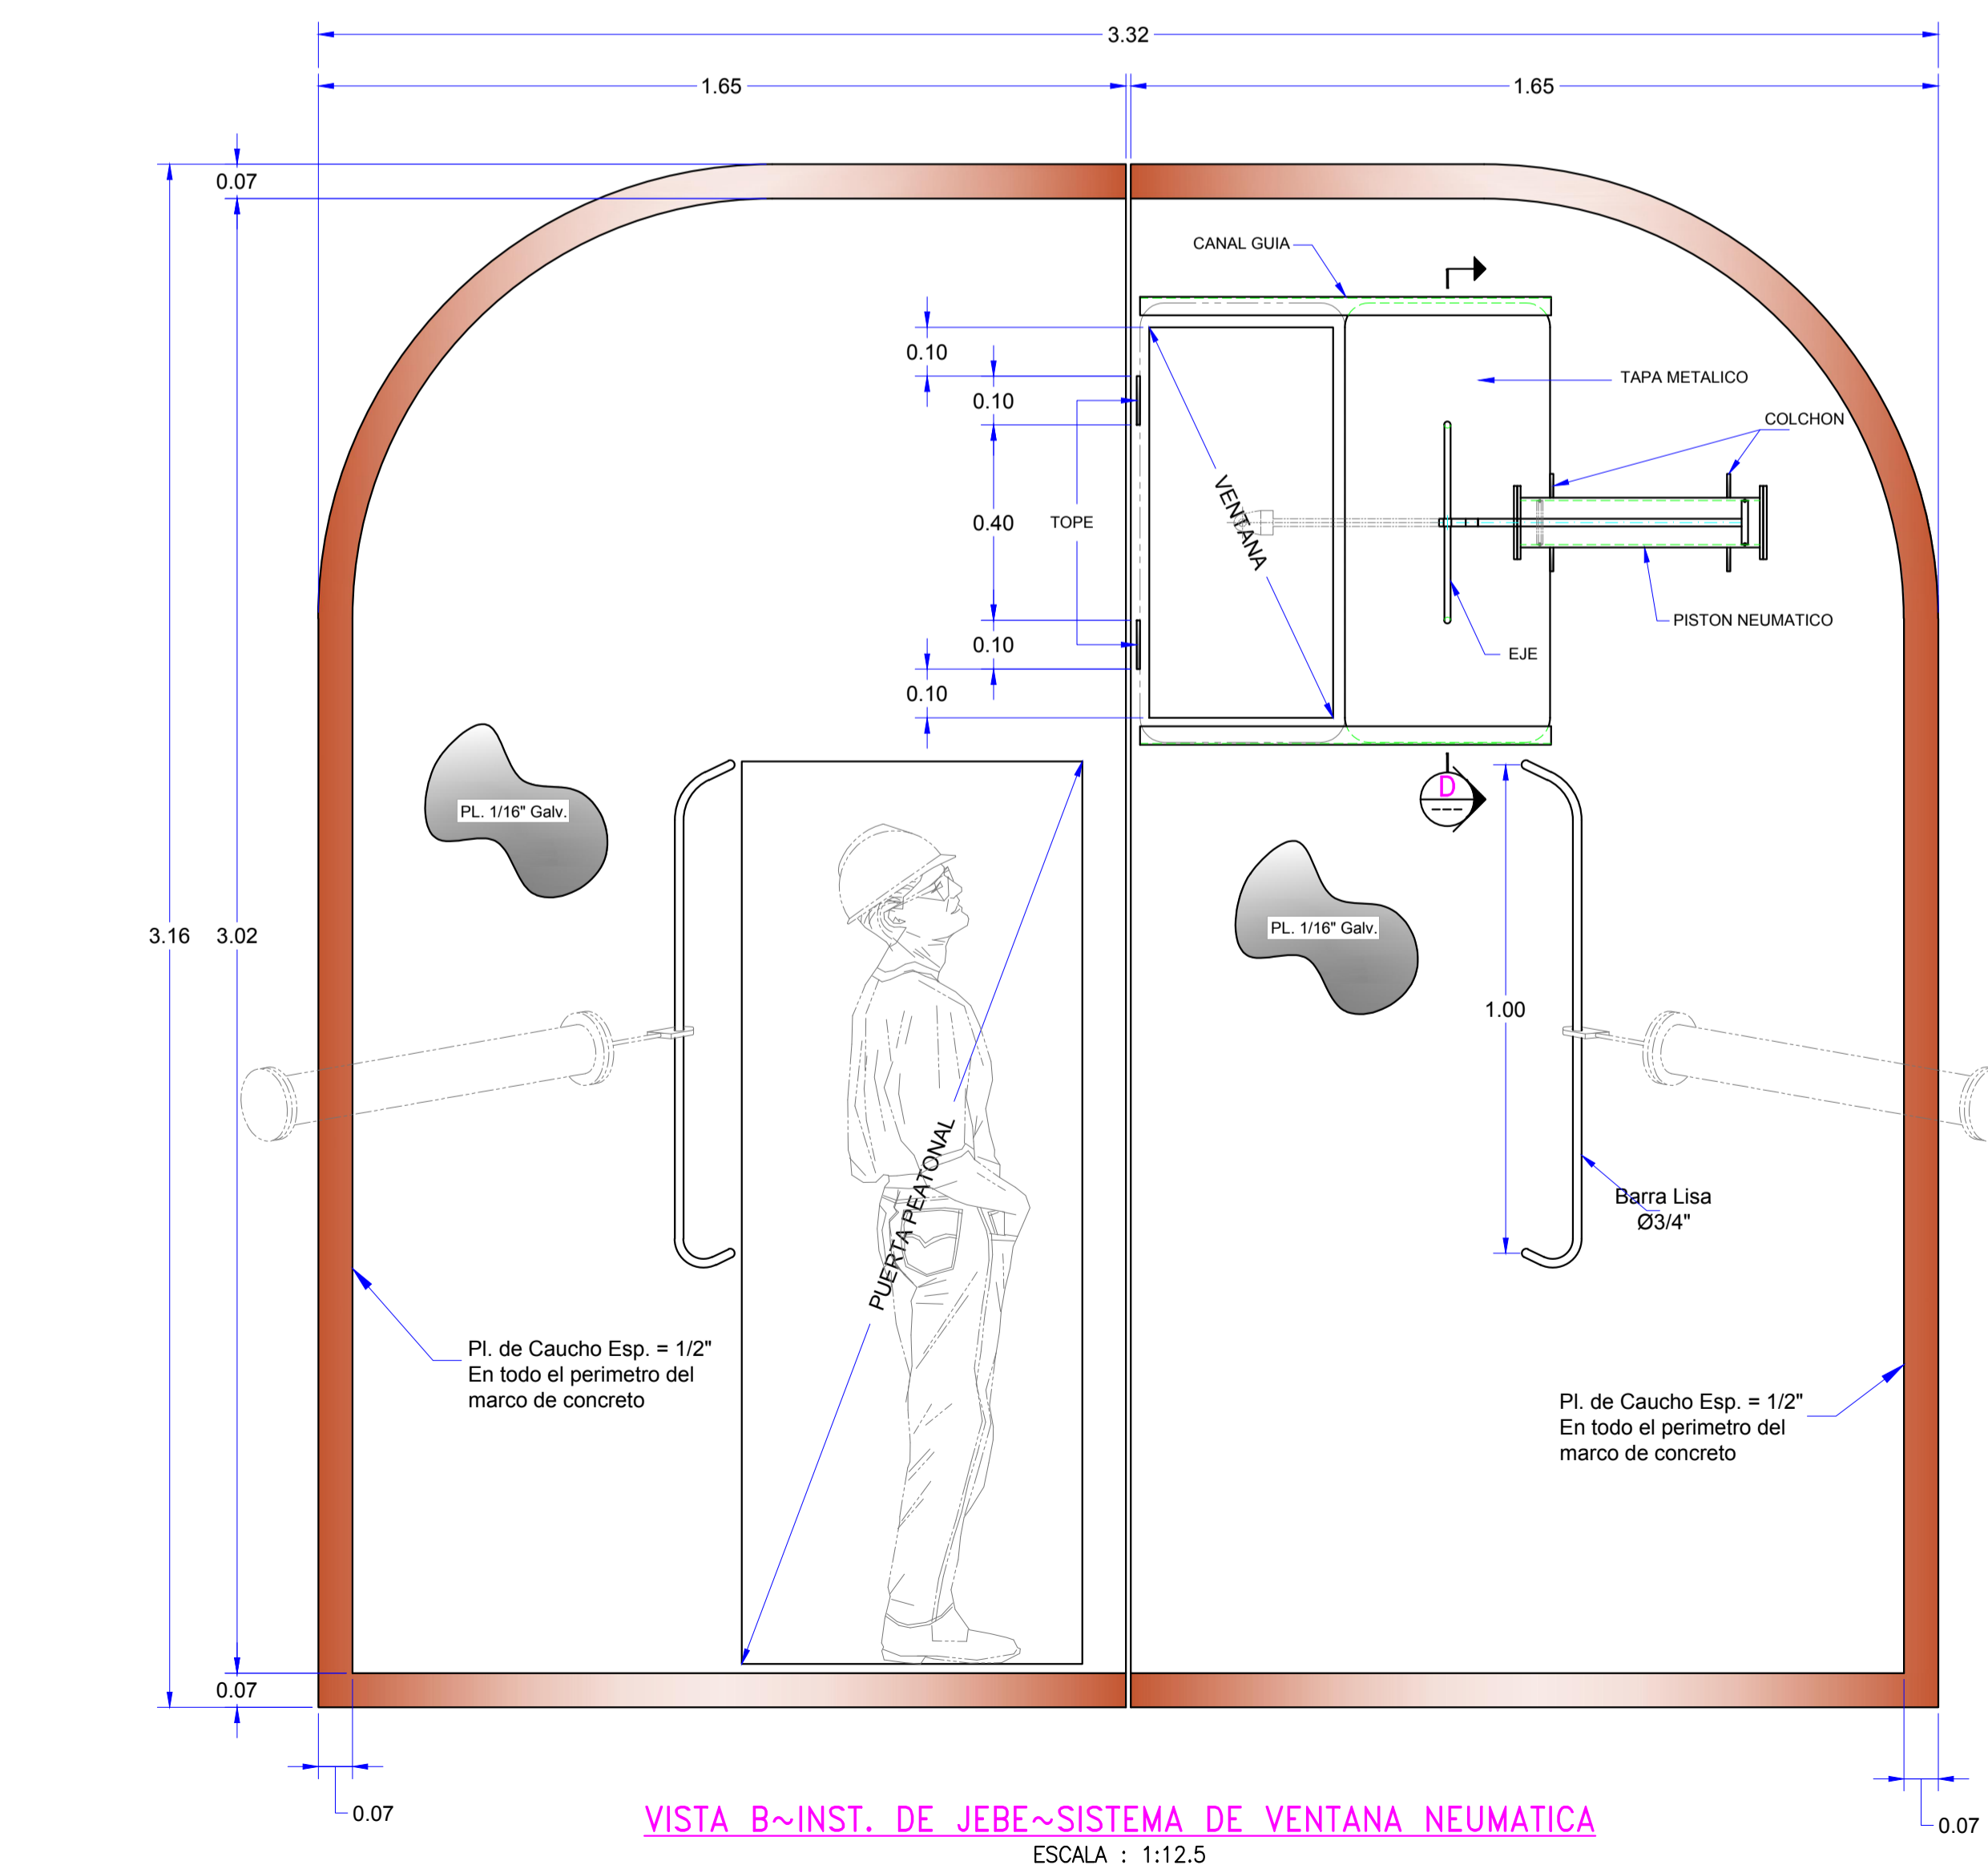 3.32
1.65
1.65
0.07
CANAL GUIA
0.10
TAPA METALICO
0.10
COLCHON
VENTANA
0.40
TOPE
PISTON NEUMATICO
0.10
EJE
0.10
D
PL. 1/16" Galv.
PL. 1/16" Galv.
3.16
3.02
1.00
PUERTA PEATONAL
Barra Lisa
Ø3/4"
Pl. de Caucho Esp. = 1/2"
En todo el perimetro del
marco de concreto
Pl. de Caucho Esp. = 1/2"
En todo el perimetro del
marco de concreto
0.07
0.07
0.07
VISTA B~INST. DE JEBE~SISTEMA DE VENTANA NEUMATICA
ESCALA : 1:12.5